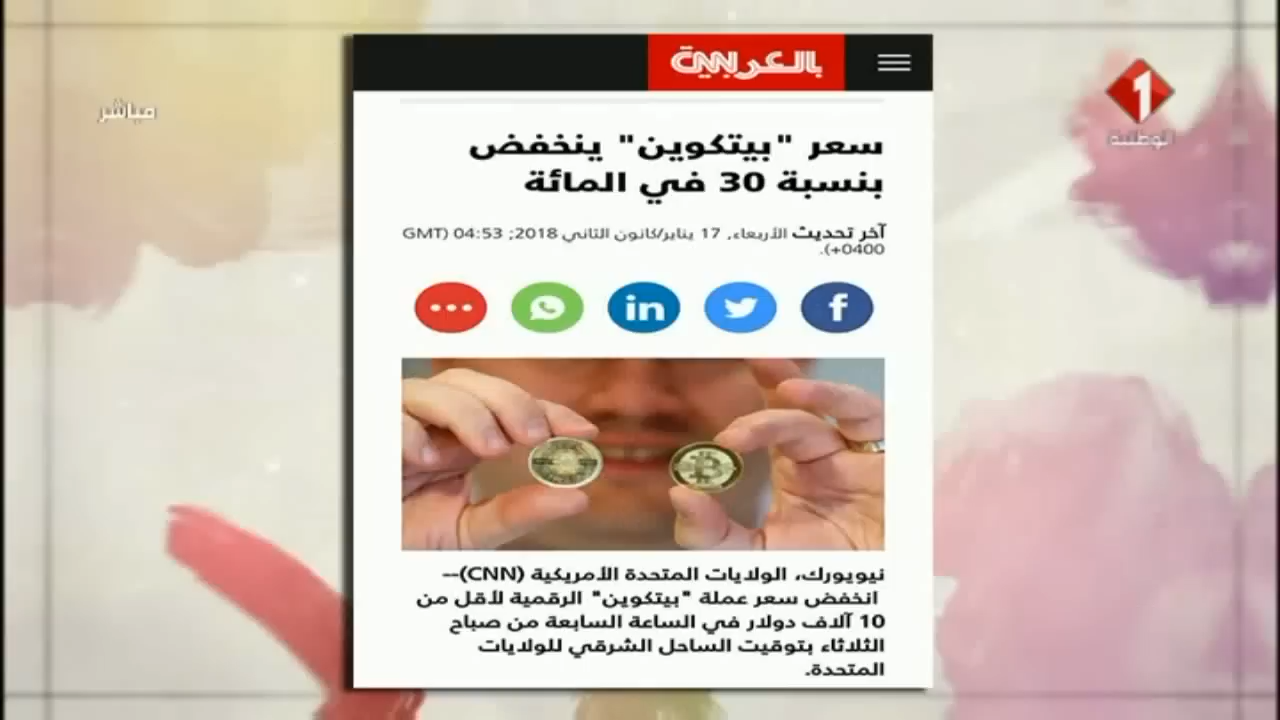 بالعربية CNN
مباشر
1
الوطنية
سعر "بيتكوين" ينخفض
بنسبة 30 في المائة
آخر تحديث الأربعاء, 17 يناير/كانون الثاني 2018; 04:53 (GMT
+0400).
نيويورك، الولايات المتحدة الأمريكية (CNN)--
انخفض سعر عملة "بيتكوين" الرقمية لأقل من
10 آلاف دولار في الساعة السابعة من صباح
الثلاثاء بتوقيت الساحل الشرقي للولايات
المتحدة.